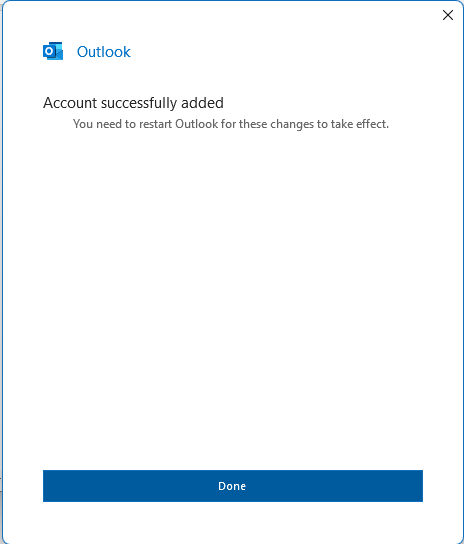 Outlook
Account successfully added
You need to restart Outlook for these changes to take effect.
Done